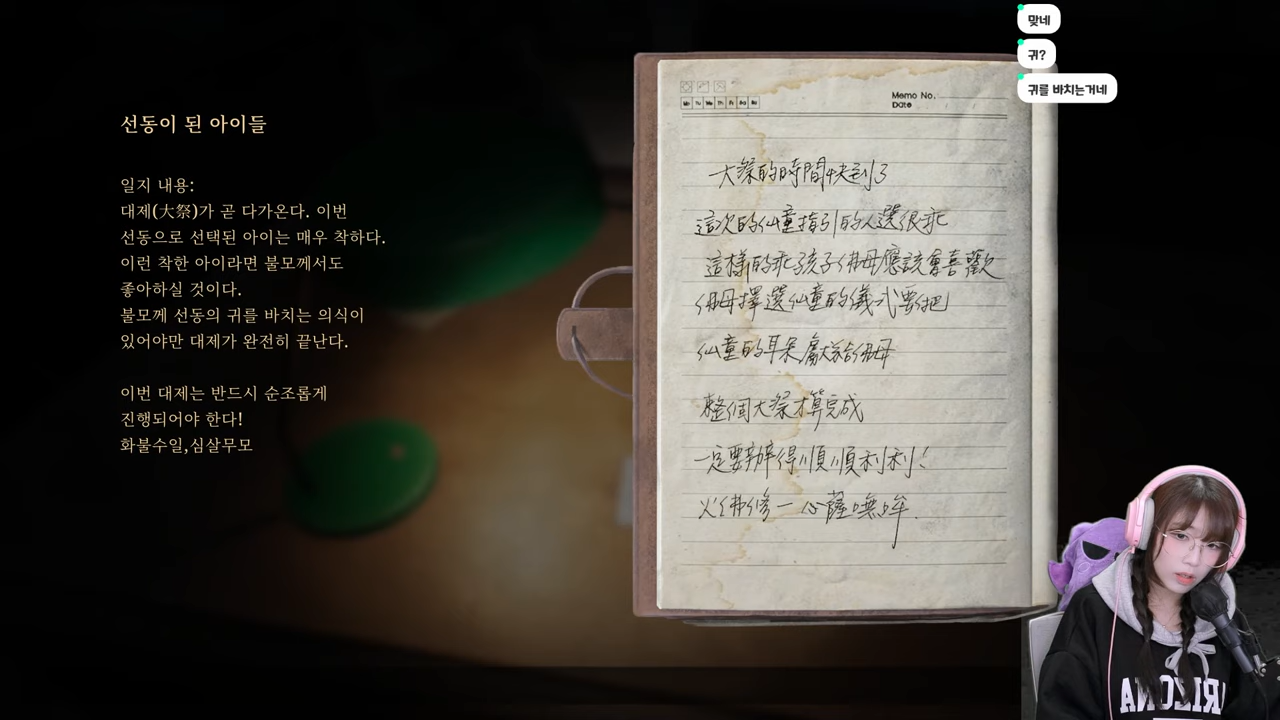 선동이 된 아이들
일지 내용:
대제(大祭)가 곧 다가온다. 이번
선동으로 선택된 아이는 매우 착하다.
이런 착한 아이라면 불모께서도
좋아하실 것이다.
불모께 선동의 귀를 바치는 의식이
있어야만 대제가 완전히 끝난다.
이번 대제는 반드시 순조롭게
진행되어야 한다!
화불수일,심살무모
Memo No.
Date
大祭的時間快到了
這次的仙童指引的人選很乖
這樣的乖孩子佛母應該會喜歡
佛母擇選仙童的儀式要把
仙童的耳朵獻給佛母
整個大祭才算完成
一定要辦得順順利利!
火佛修一 心薩嘸哞.
맞네
귀?
귀를 바치는거네